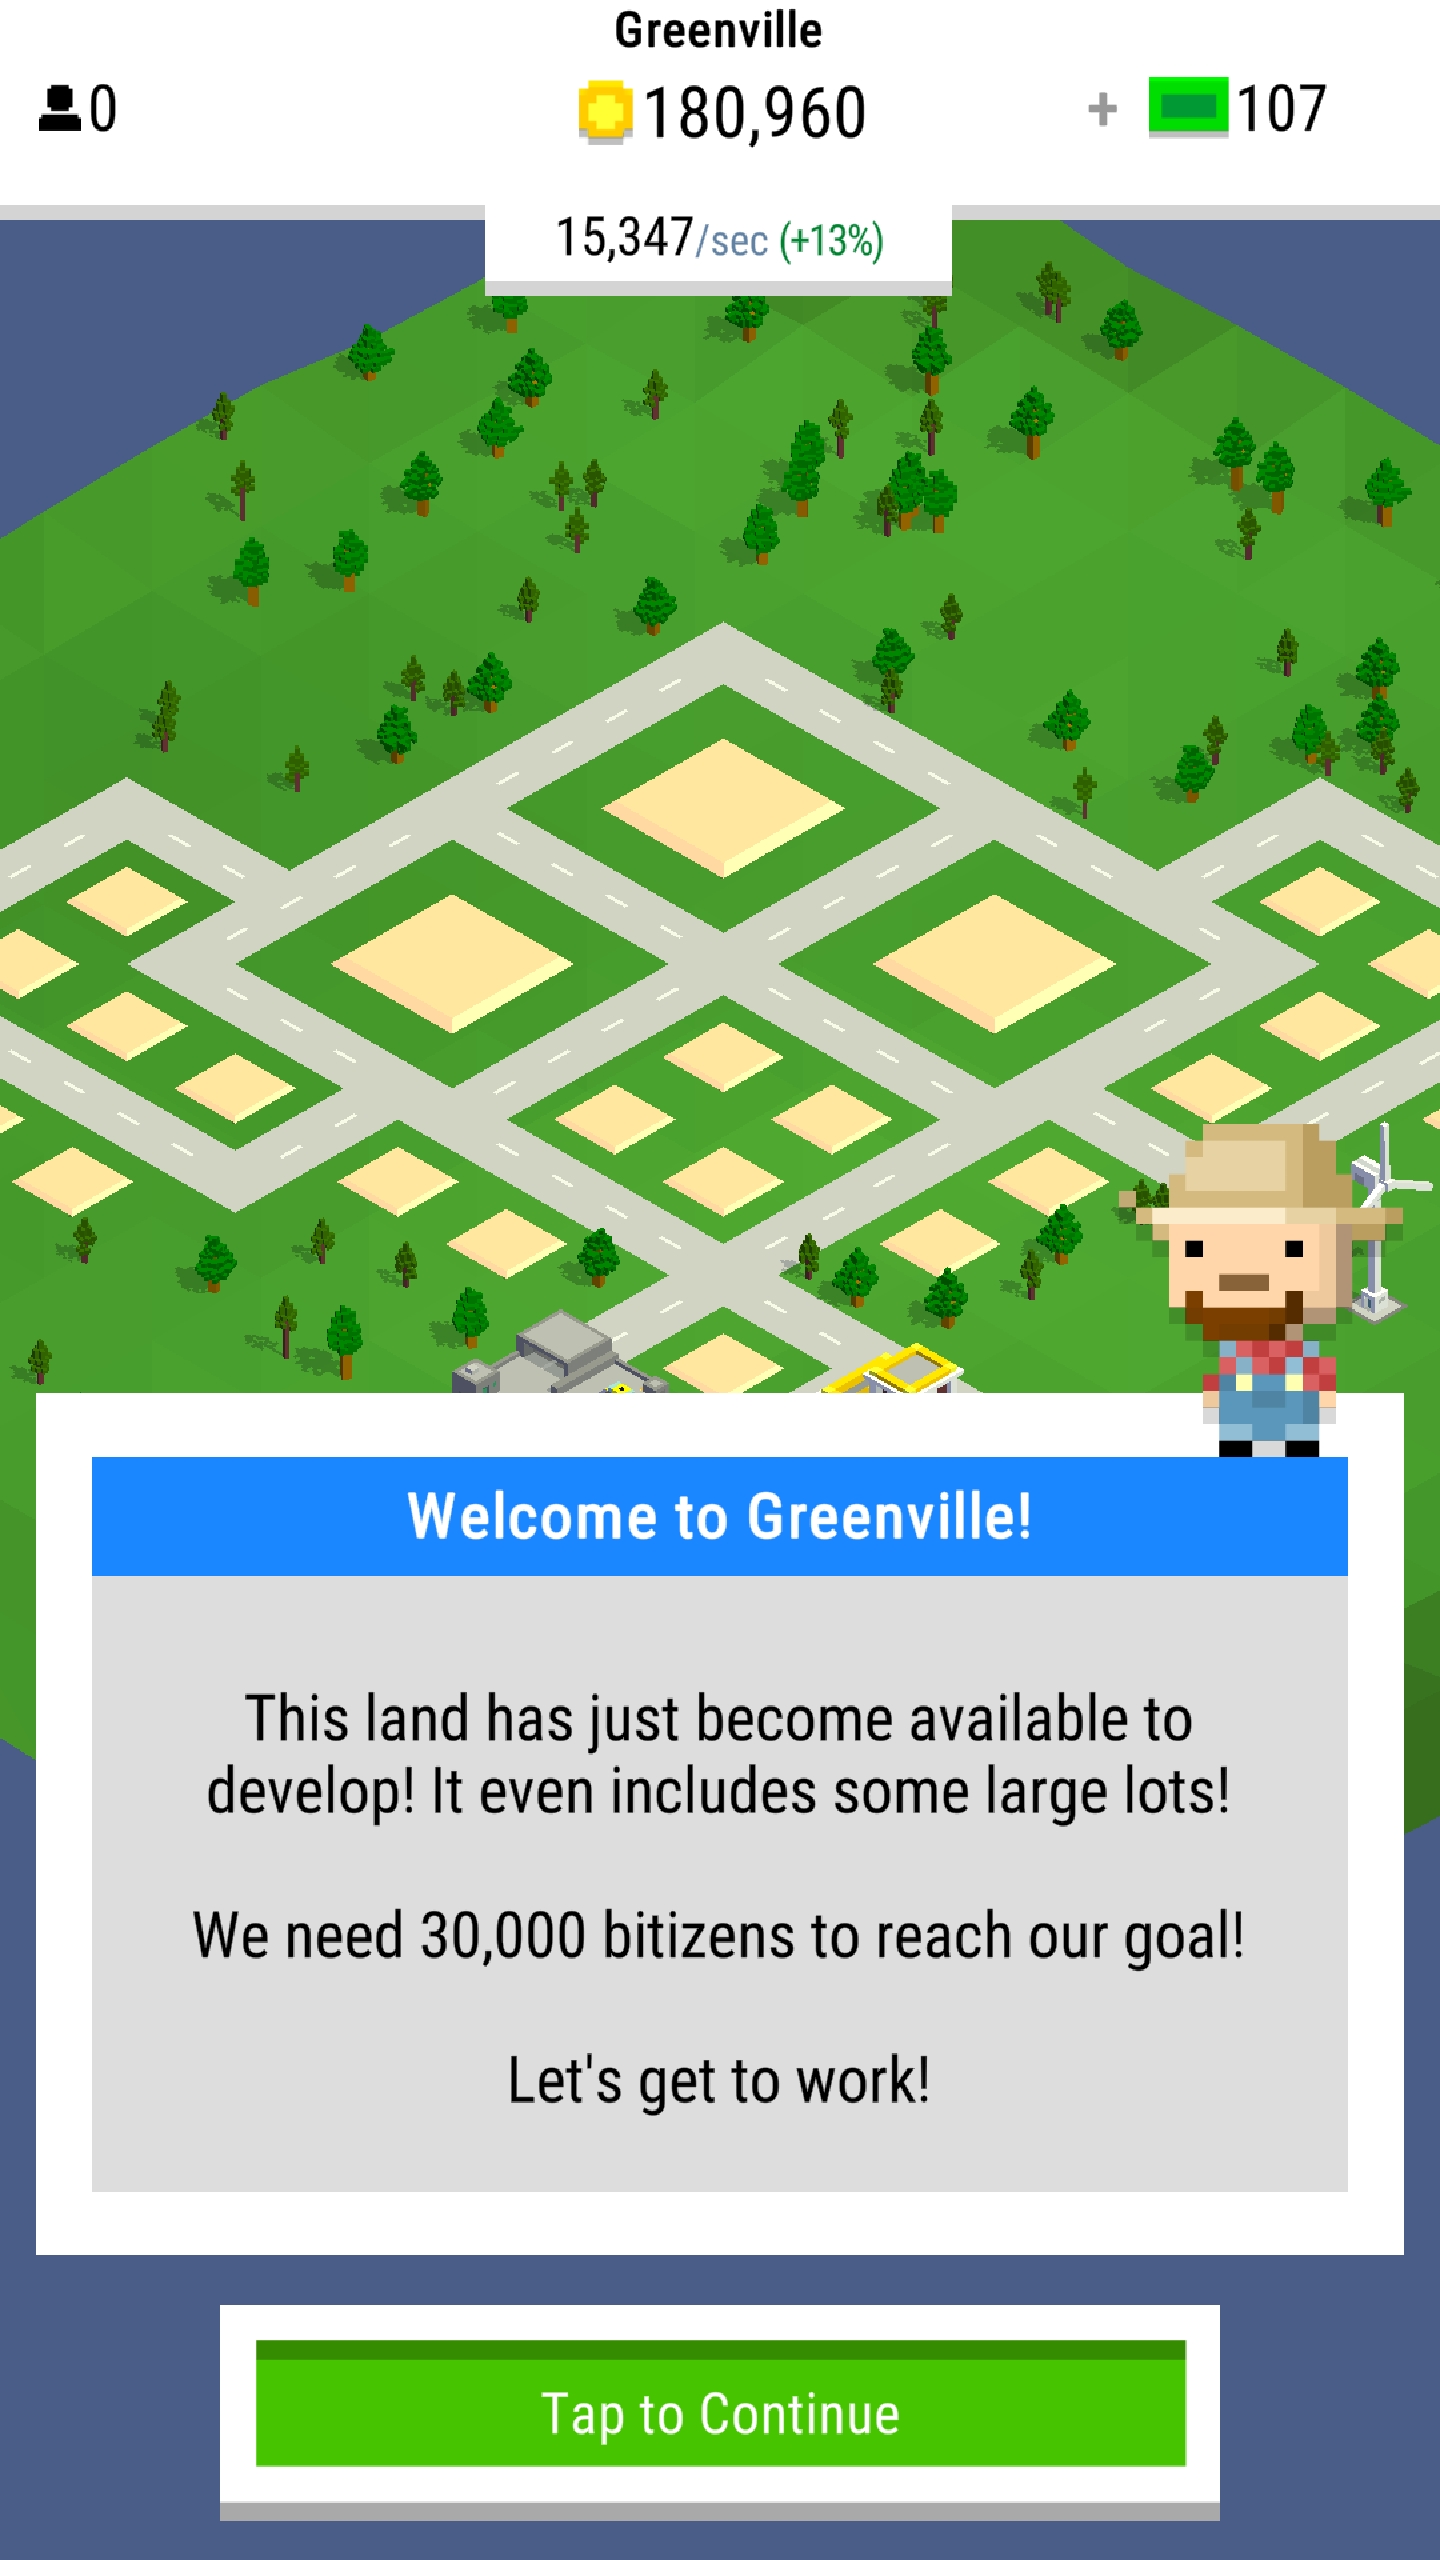 Greenville
0
180,960
+ 107
15,347/sec (+13%)
Welcome to Greenville!
This land has just become available to
develop! It even includes some large lots!
We need 30,000 bitizens to reach our goal!
Let's get to work!
Tap to Continue